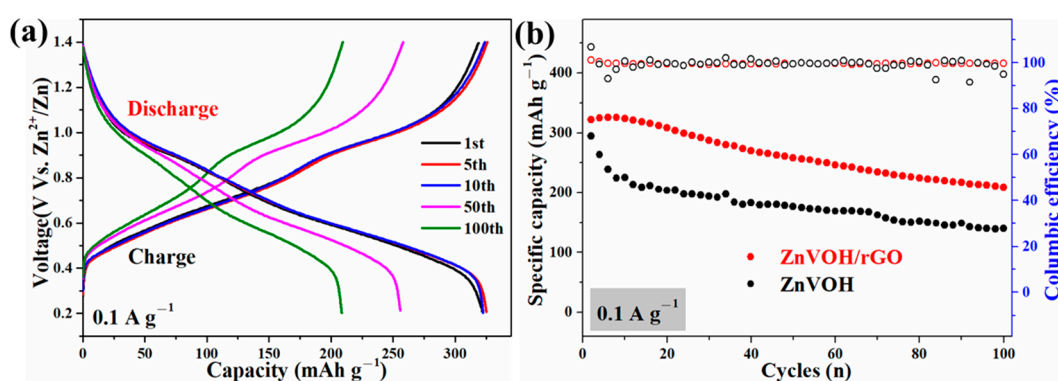 (a)
Voltage(V Vs. Zn²⁺/Zn)
1.4
1.2
1.0
0.8
0.6
0.4
0.2
Discharge
Charge
0.1 A g⁻¹
1st
5th
10th
50th
100th
0 50 100 150 200 250 300
Capacity (mAh g⁻¹)
(b)
Specific capacity (mAh g⁻¹)
400
300
200
100
0
ZnVOH/rGO
ZnVOH
0.1 A g⁻¹
0 20 40 60 80 100
Cycles (n)
100
80
60
40
20
0
Columbic efficiency (%)